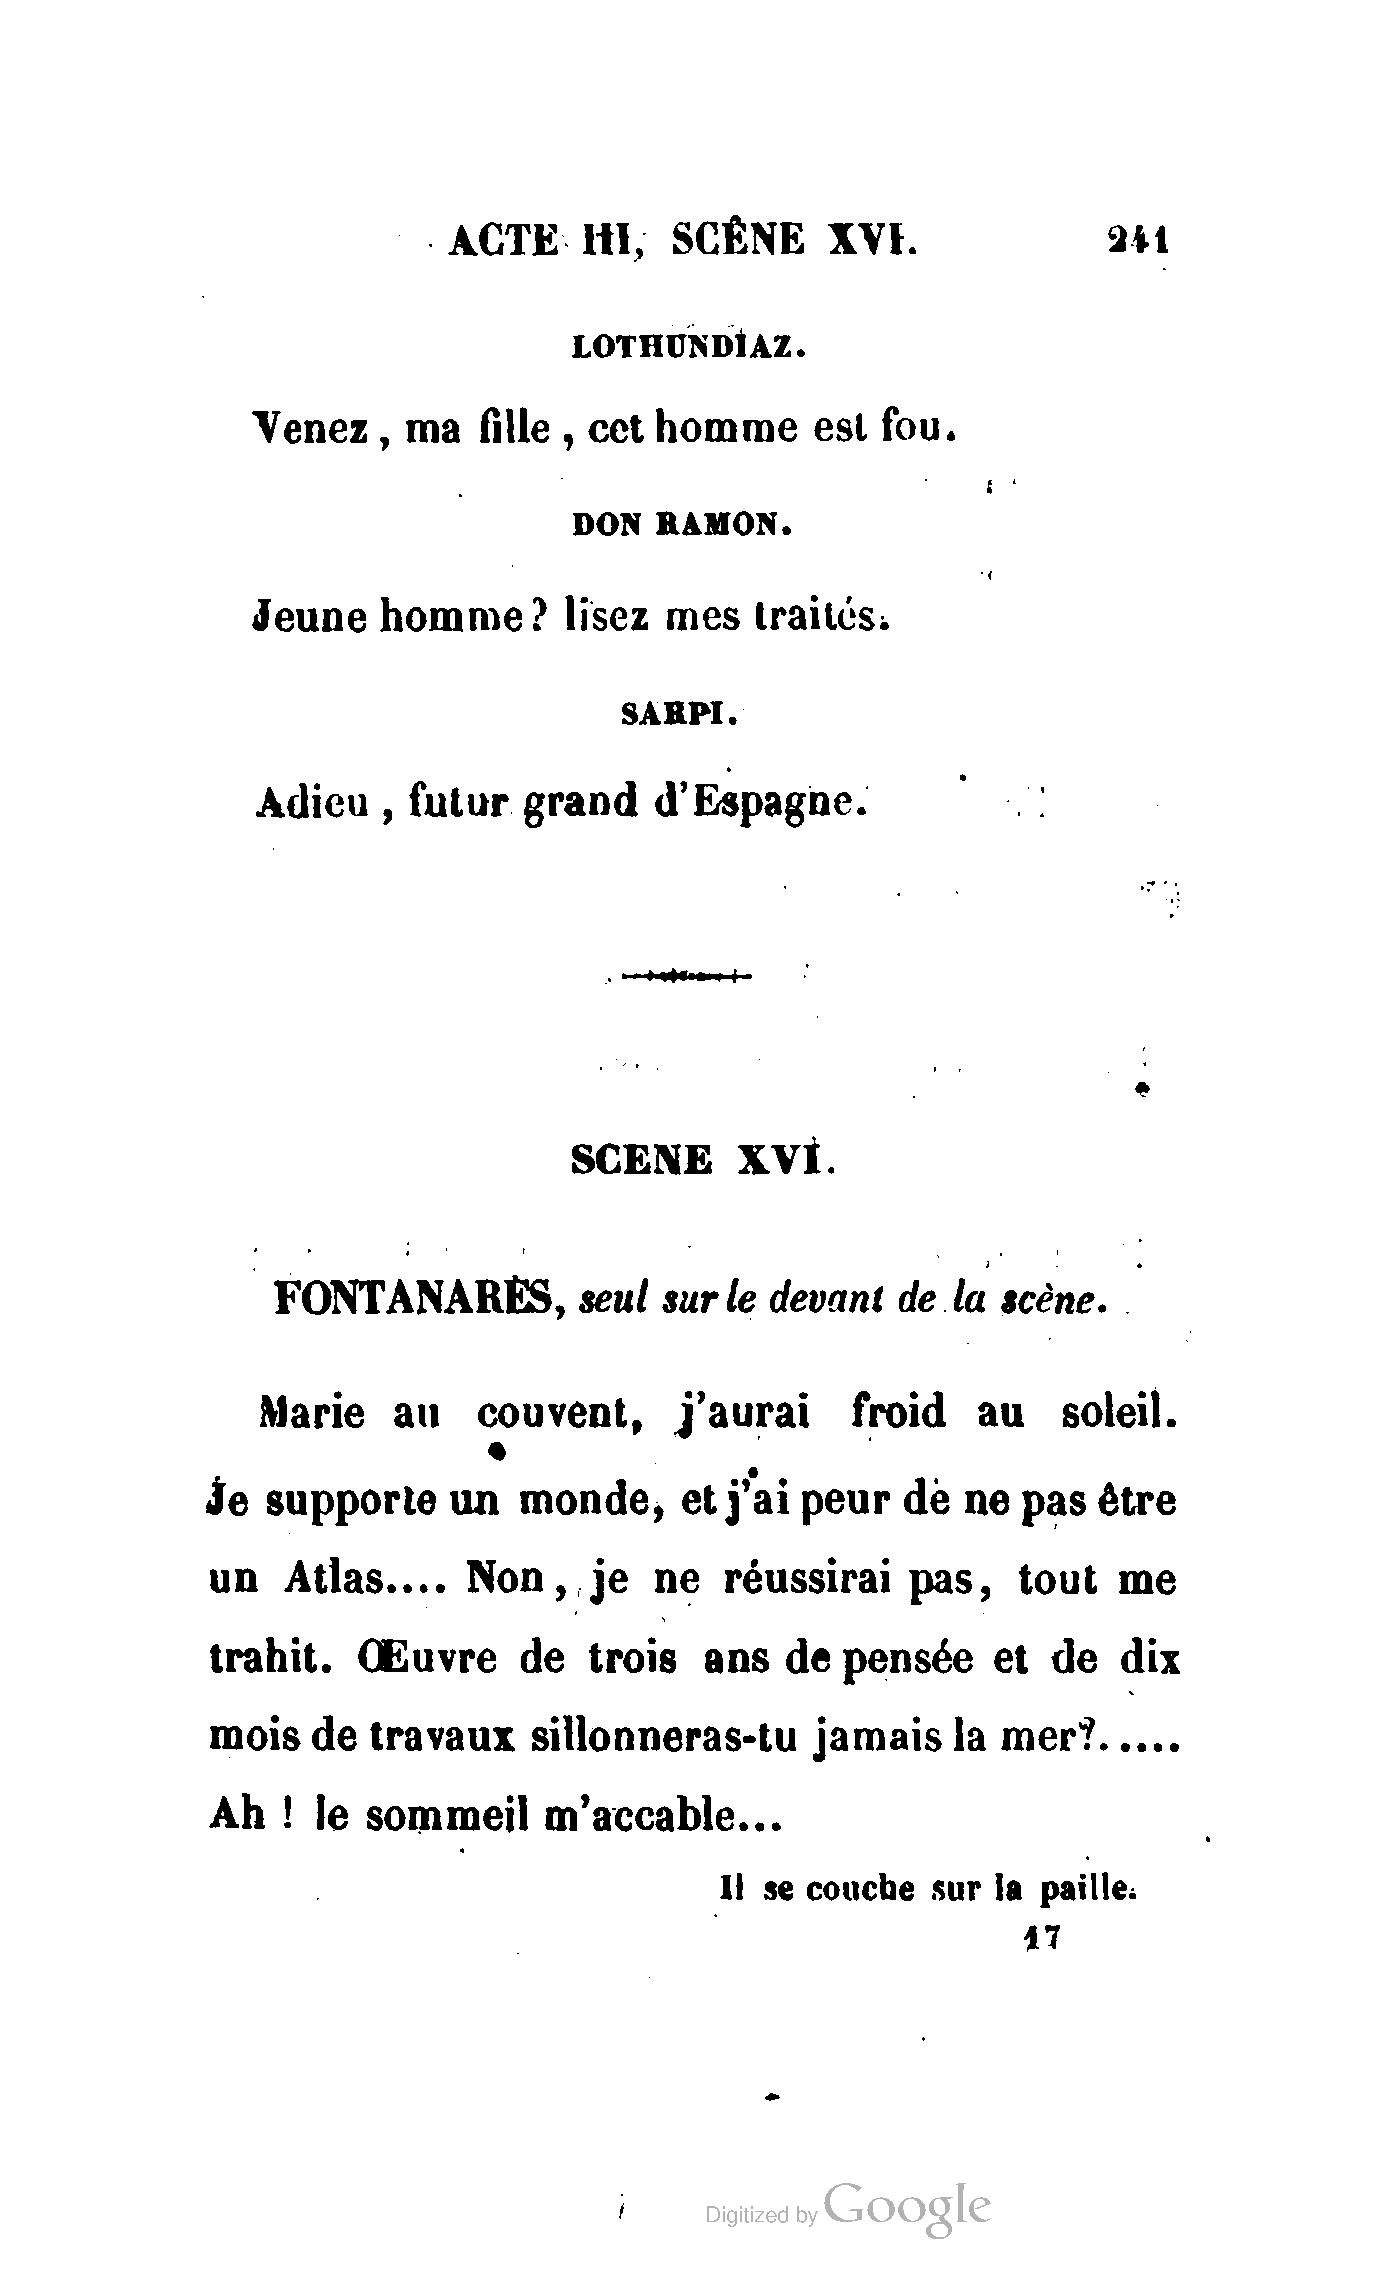 ACTE III, SCÈNE XVI. 241
LOTHUNDIAZ.
Venez, ma fille, cet homme est fou.
DON RAMON.
Jeune homme? lisez mes traités.
SARPI.
Adieu, futur grand d'Espagne.
SCENE XVI.
FONTANARÈS, seul sur le devant de la scène.
Marie au couvent, j'aurai froid au soleil.
Je supporte un monde, et j'ai peur de ne pas être
un Atlas.... Non, je ne réussirai pas, tout me
trahit. Œuvre de trois ans de pensée et de dix
mois de travaux sillonneras-tu jamais la mer?.....
Ah ! le sommeil m'accable...
Il se couche sur la paille.
17
Digitized by Google